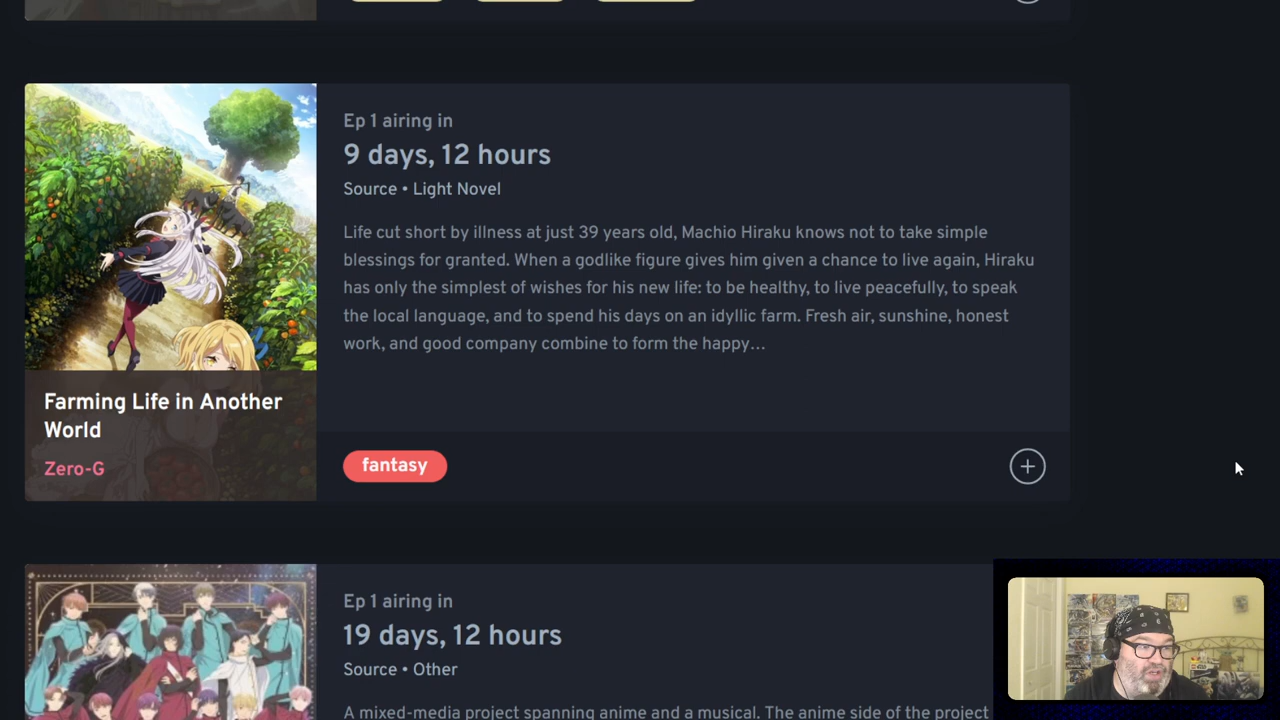 Ep 1 airing in
9 days, 12 hours
Source • Light Novel
Life cut short by illness at just 39 years old, Machio Hiraku knows not to take simple
blessings for granted. When a godlike figure gives him given a chance to live again, Hiraku
has only the simplest of wishes for his new life: to be healthy, to live peacefully, to speak
the local language, and to spend his days on an idyllic farm. Fresh air, sunshine, honest
work, and good company combine to form the happy...
Farming Life in Another
World
Zero-G
fantasy
Ep 1 airing in
19 days, 12 hours
Source • Other
A mixed-media project spanning anime and a musical. The anime side of the project